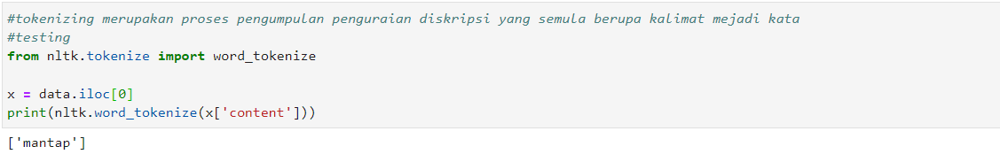 #tokenizing merupakan proses pengumpulan penguraian diskripsi yang semula berupa kalimat mejadi kata
#testing
from nltk.tokenize import word_tokenize
x = data.iloc[0]
print(nltk.word_tokenize(x['content']))
['mantap']